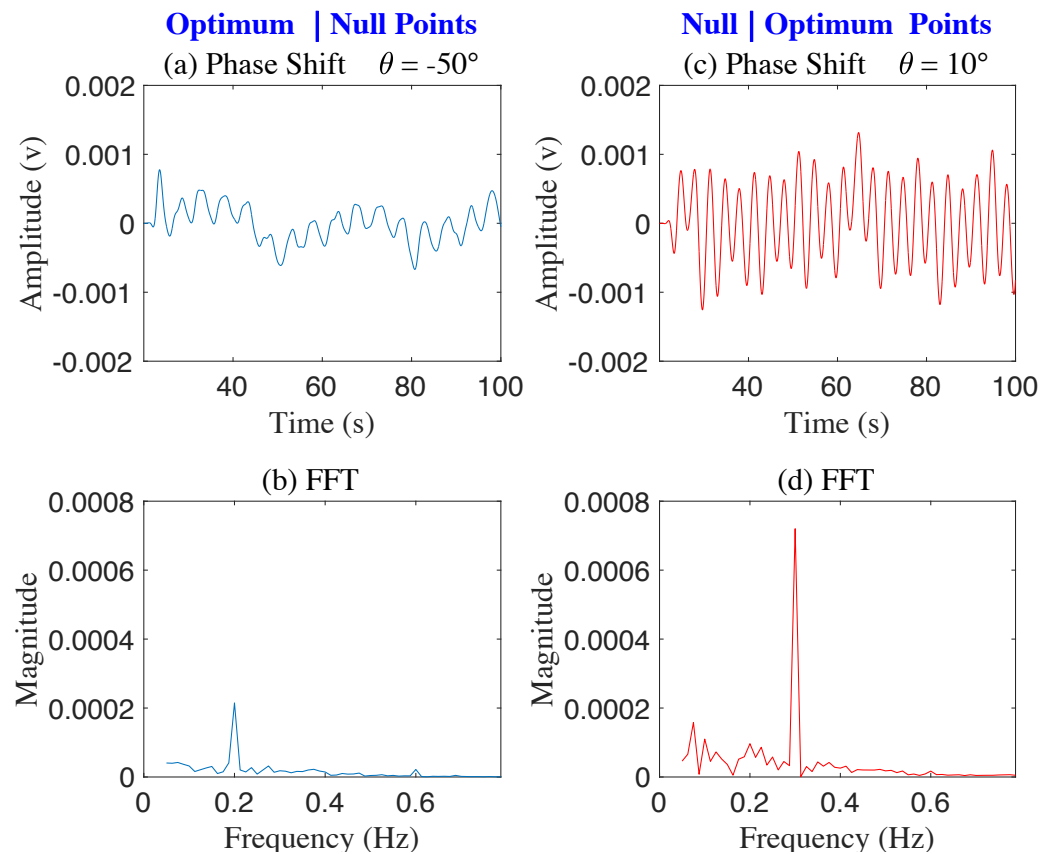 Optimum | Null Points
(a) Phase Shift θ = -50°
0.002
0.001
0
-0.001
-0.002
Amplitude (v)
40 60 80 100
Time (s)
(b) FFT
0.0008
0.0006
0.0004
0.0002
0
Magnitude
0 0.2 0.4 0.6
Frequency (Hz)
Null | Optimum Points
(c) Phase Shift θ = 10°
0.002
0.001
0
-0.001
-0.002
Amplitude (v)
40 60 80 100
Time (s)
(d) FFT
0.0008
0.0006
0.0004
0.0002
0
Magnitude
0 0.2 0.4 0.6
Frequency (Hz)